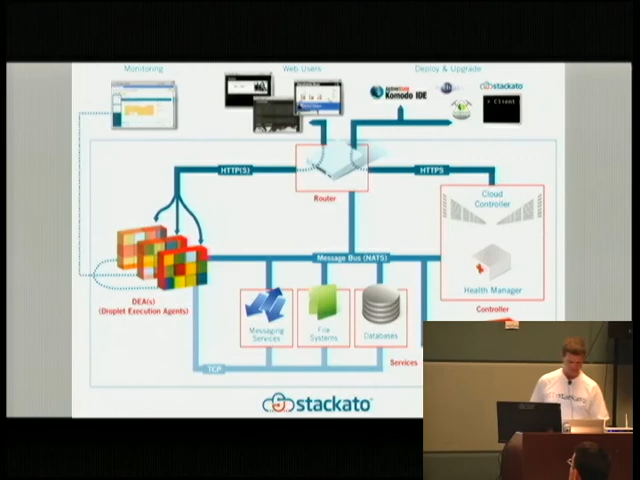 Monitoring
Web Users
Deploy & Upgrade
Komodo IDE
stackato
> Client
HTTP(S)
HTTPS
Router
Cloud
Controller
Message Bus (NATS)
Health Manager
DEA(s)
(Droplet Execution Agents)
Messaging
Services
File
Systems
Databases
Controller
Services
TCP
stackato